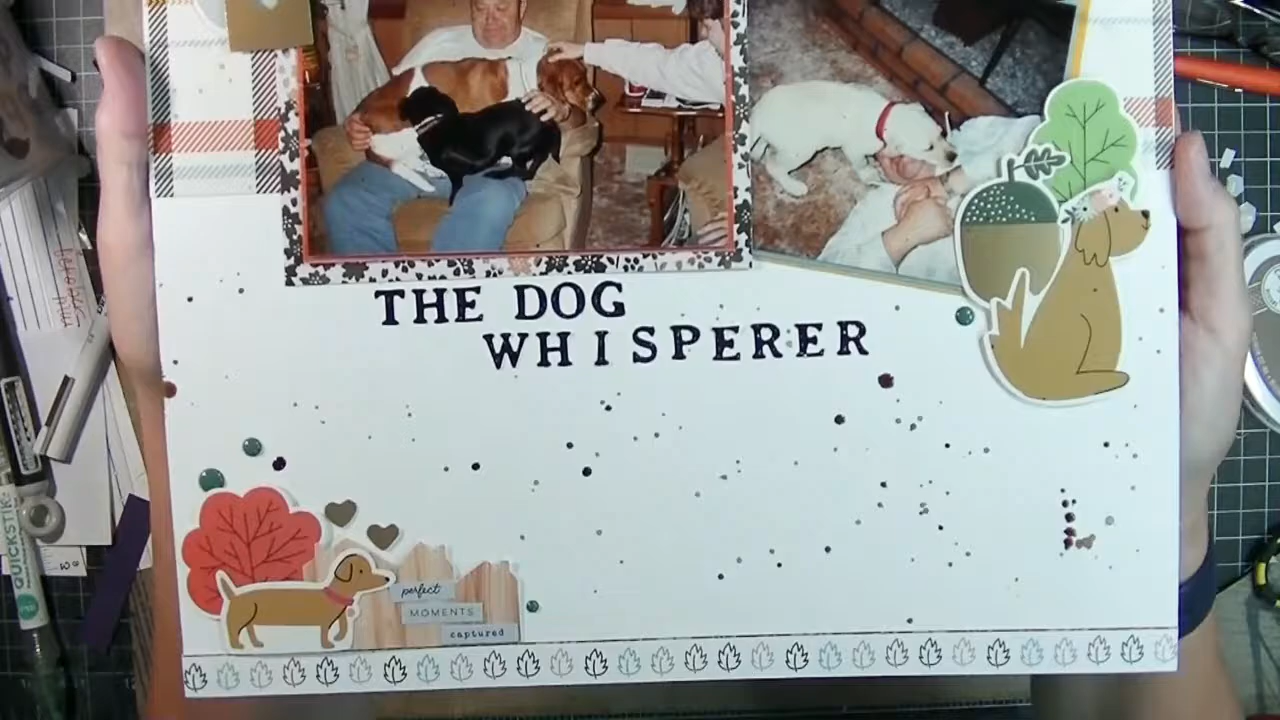 THE DOG
WHISPERER
perfect
MOMENTS
captured
QUICKSTIK